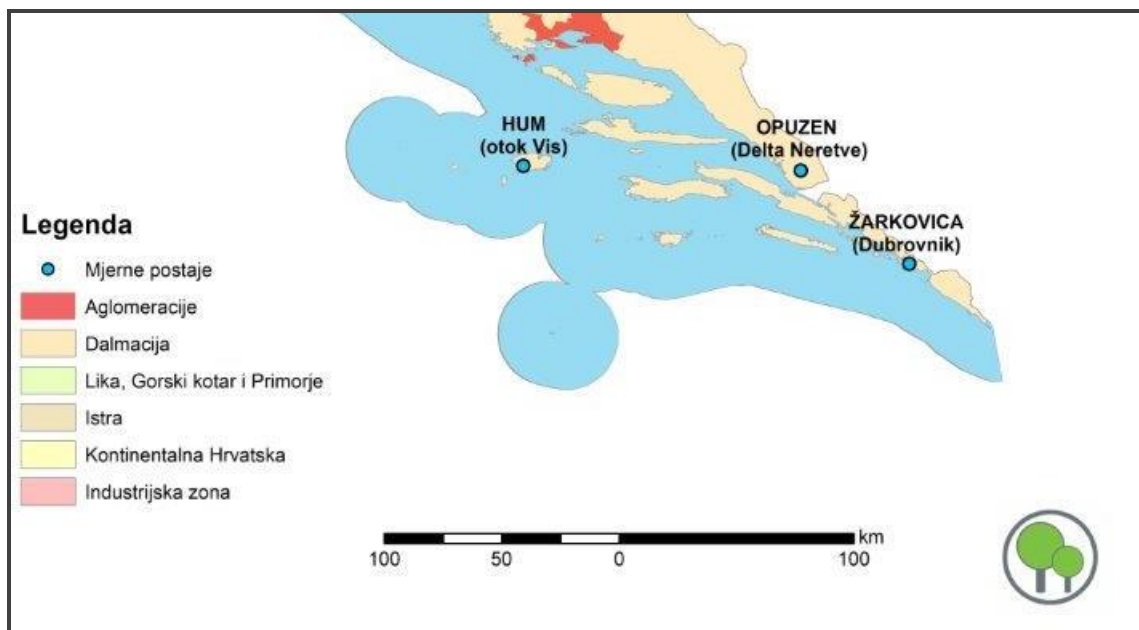 HUM
(otok Vis)
OPUZEN
(Delta Neretve)
ŽARKOVICA
(Dubrovnik)
Legenda
Mjerne postaje
Aglomeracije
Dalmacija
Lika, Gorski kotar i Primorje
Istra
Kontinentalna Hrvatska
Industrijska zona
km
100 50 0 100